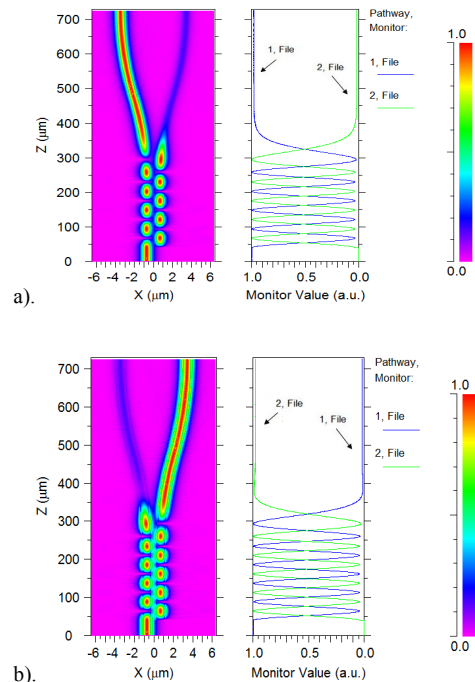 Pathway,
Monitor:
1, File
2, File
1.0
0.0
1, File
2, File
Z (µm)
700
600
500
400
300
200
100
0
-6 -4 -2 0 2 4 6
X (µm)
1.0 0.5 0.0
Monitor Value (a.u.)
a).
Pathway,
Monitor:
1, File
2, File
1.0
0.0
2, File
1, File
Z (µm)
700
600
500
400
300
200
100
0
-6 -4 -2 0 2 4 6
X (µm)
1.0 0.5 0.0
Monitor Value (a.u.)
b).